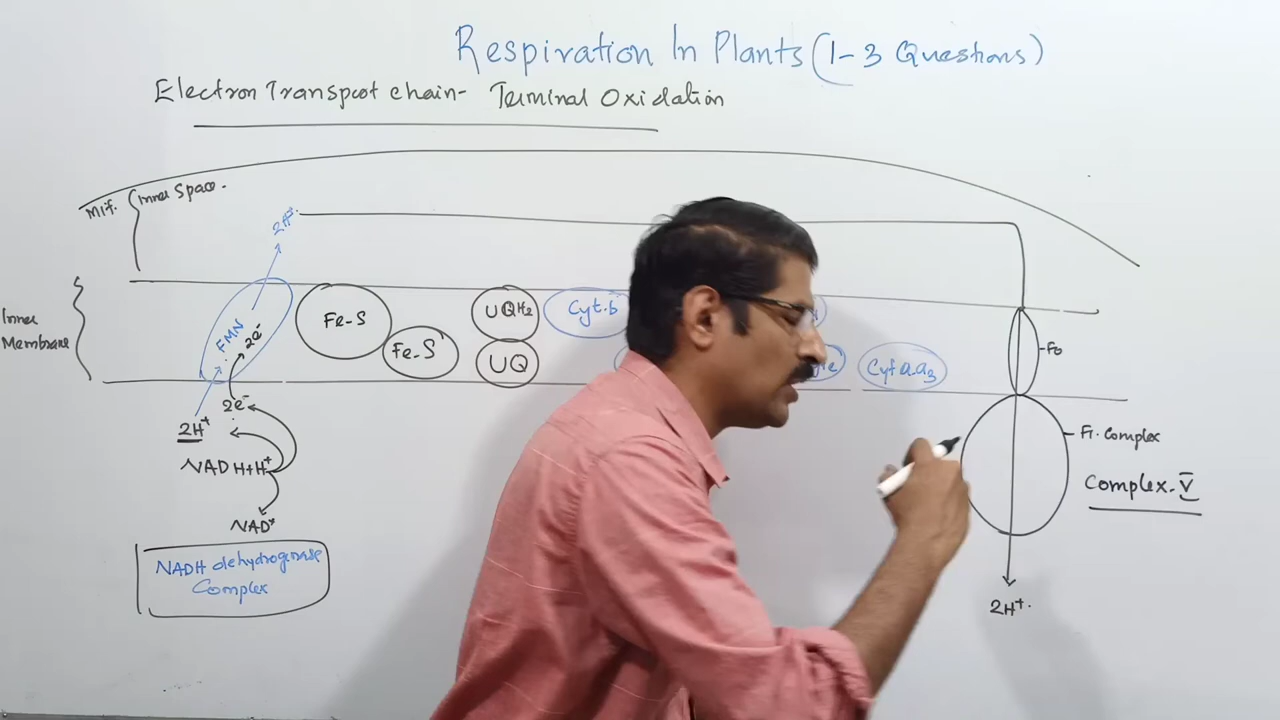 Respiration In Plants (1-3 Questions)
Electron Transport chain- Terminal Oxidation
Mit. Inner Space.
2H+
Inner
Membrane
FMN
2e-
Fe-S
Fe-S
UQH2
UQ
Cyt.b
Cyt a-a3
F0
2e-
2H+
NADH+H+
NAD+
F1. Complex
Complex-V
NADH dehydrogenase
Complex
2H+.